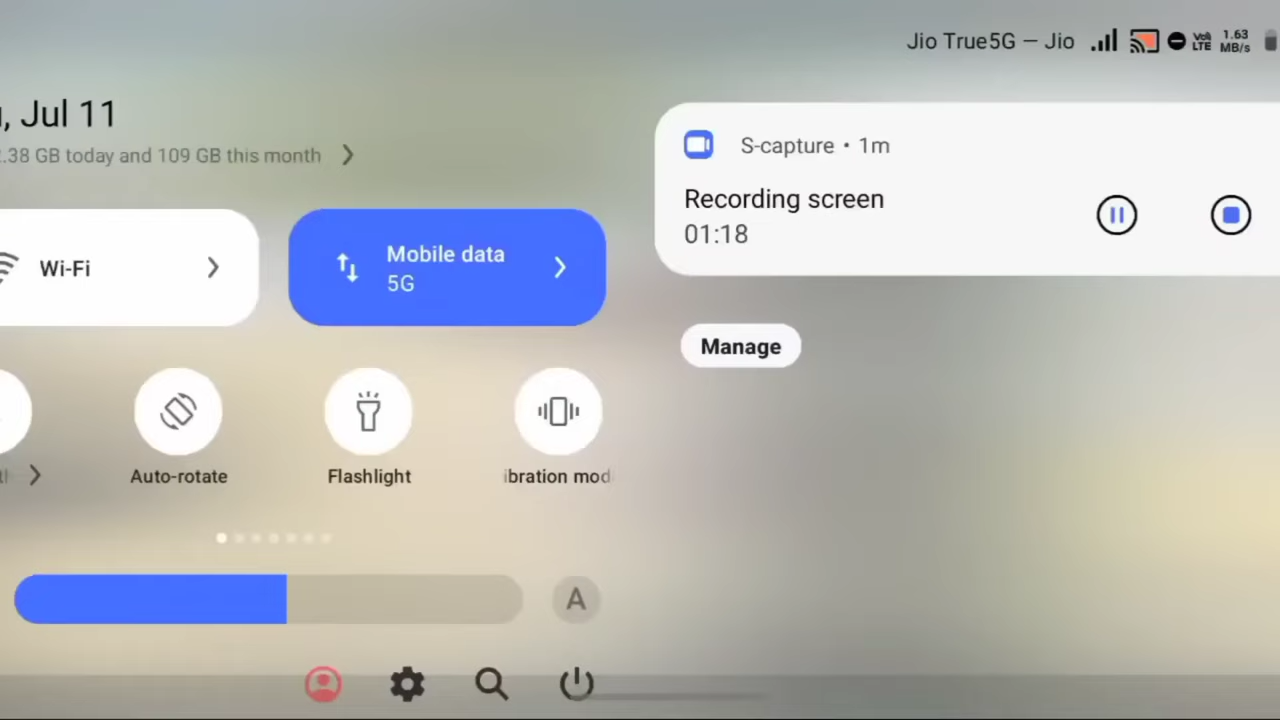 Jio True5G — Jio
VoLTE 1.63 MB/s
, Jul 11
.38 GB today and 109 GB this month
S-capture • 1m
Recording screen
01:18
Wi-Fi
Mobile data
5G
Manage
Auto-rotate
Flashlight
ibration mod
A